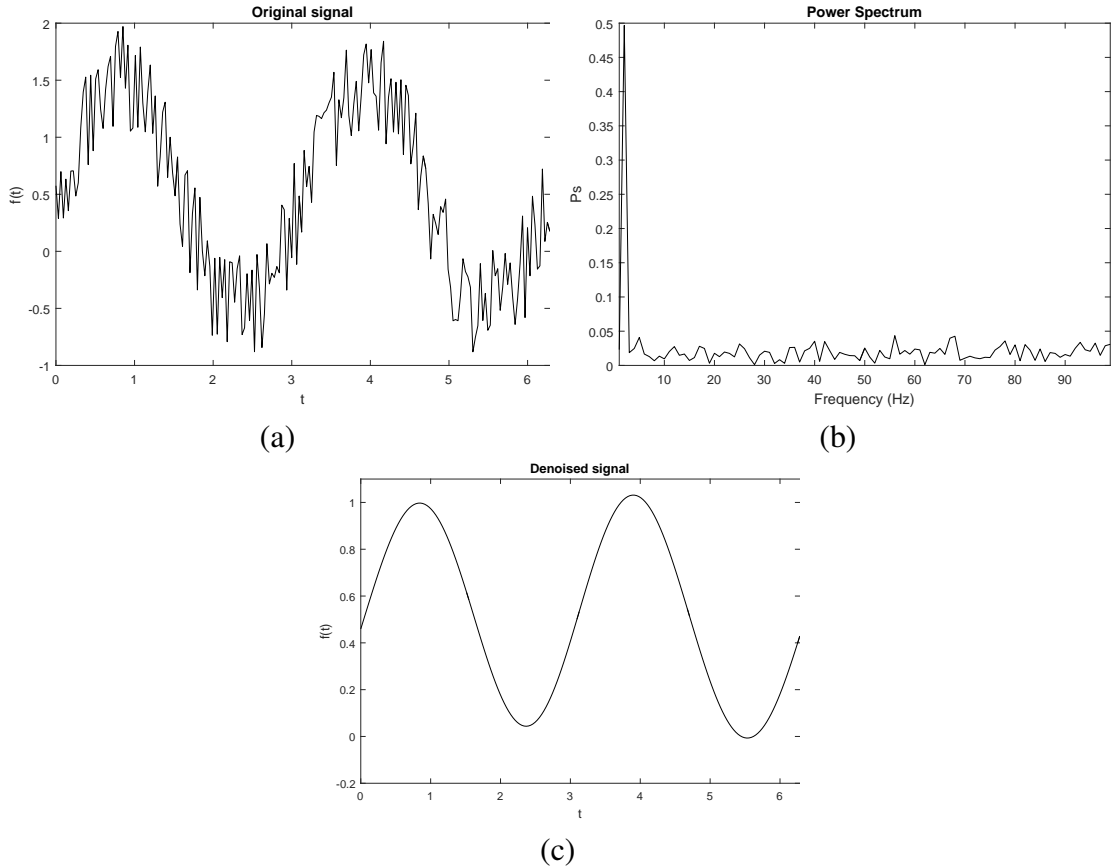 Original signal
2
1.5
1
0.5
0
-0.5
-1
f(t)
0 1 2 3 4 5 6
t
(a)
Power Spectrum
0.5
0.45
0.4
0.35
0.3
0.25
0.2
0.15
0.1
0.05
0
Ps
10 20 30 40 50 60 70 80 90
Frequency (Hz)
(b)
Denoised signal
1
0.8
0.6
0.4
0.2
0
-0.2
f(t)
0 1 2 3 4 5 6
t
(c)